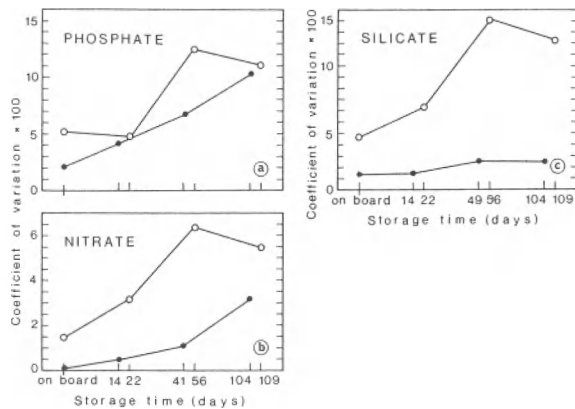 15
PHOSPHATE
10
5
0
a
Coefficient of variation × 100
6
NITRATE
4
2
0
b
on board 14 22 41 56 104 109
Storage time (days)
15
SILICATE
10
5
0
c
Coefficient of variation × 100
on board 14 22 49 96 104 109
Storage time (days)